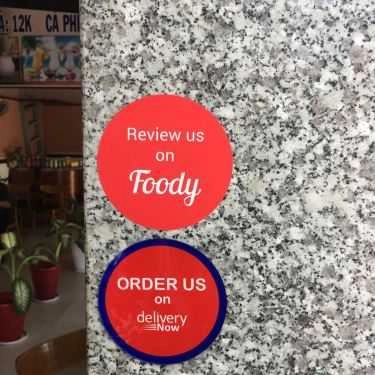 A: 12K CA PH
Review us
on
Foody
ORDER US
on
delivery
Now